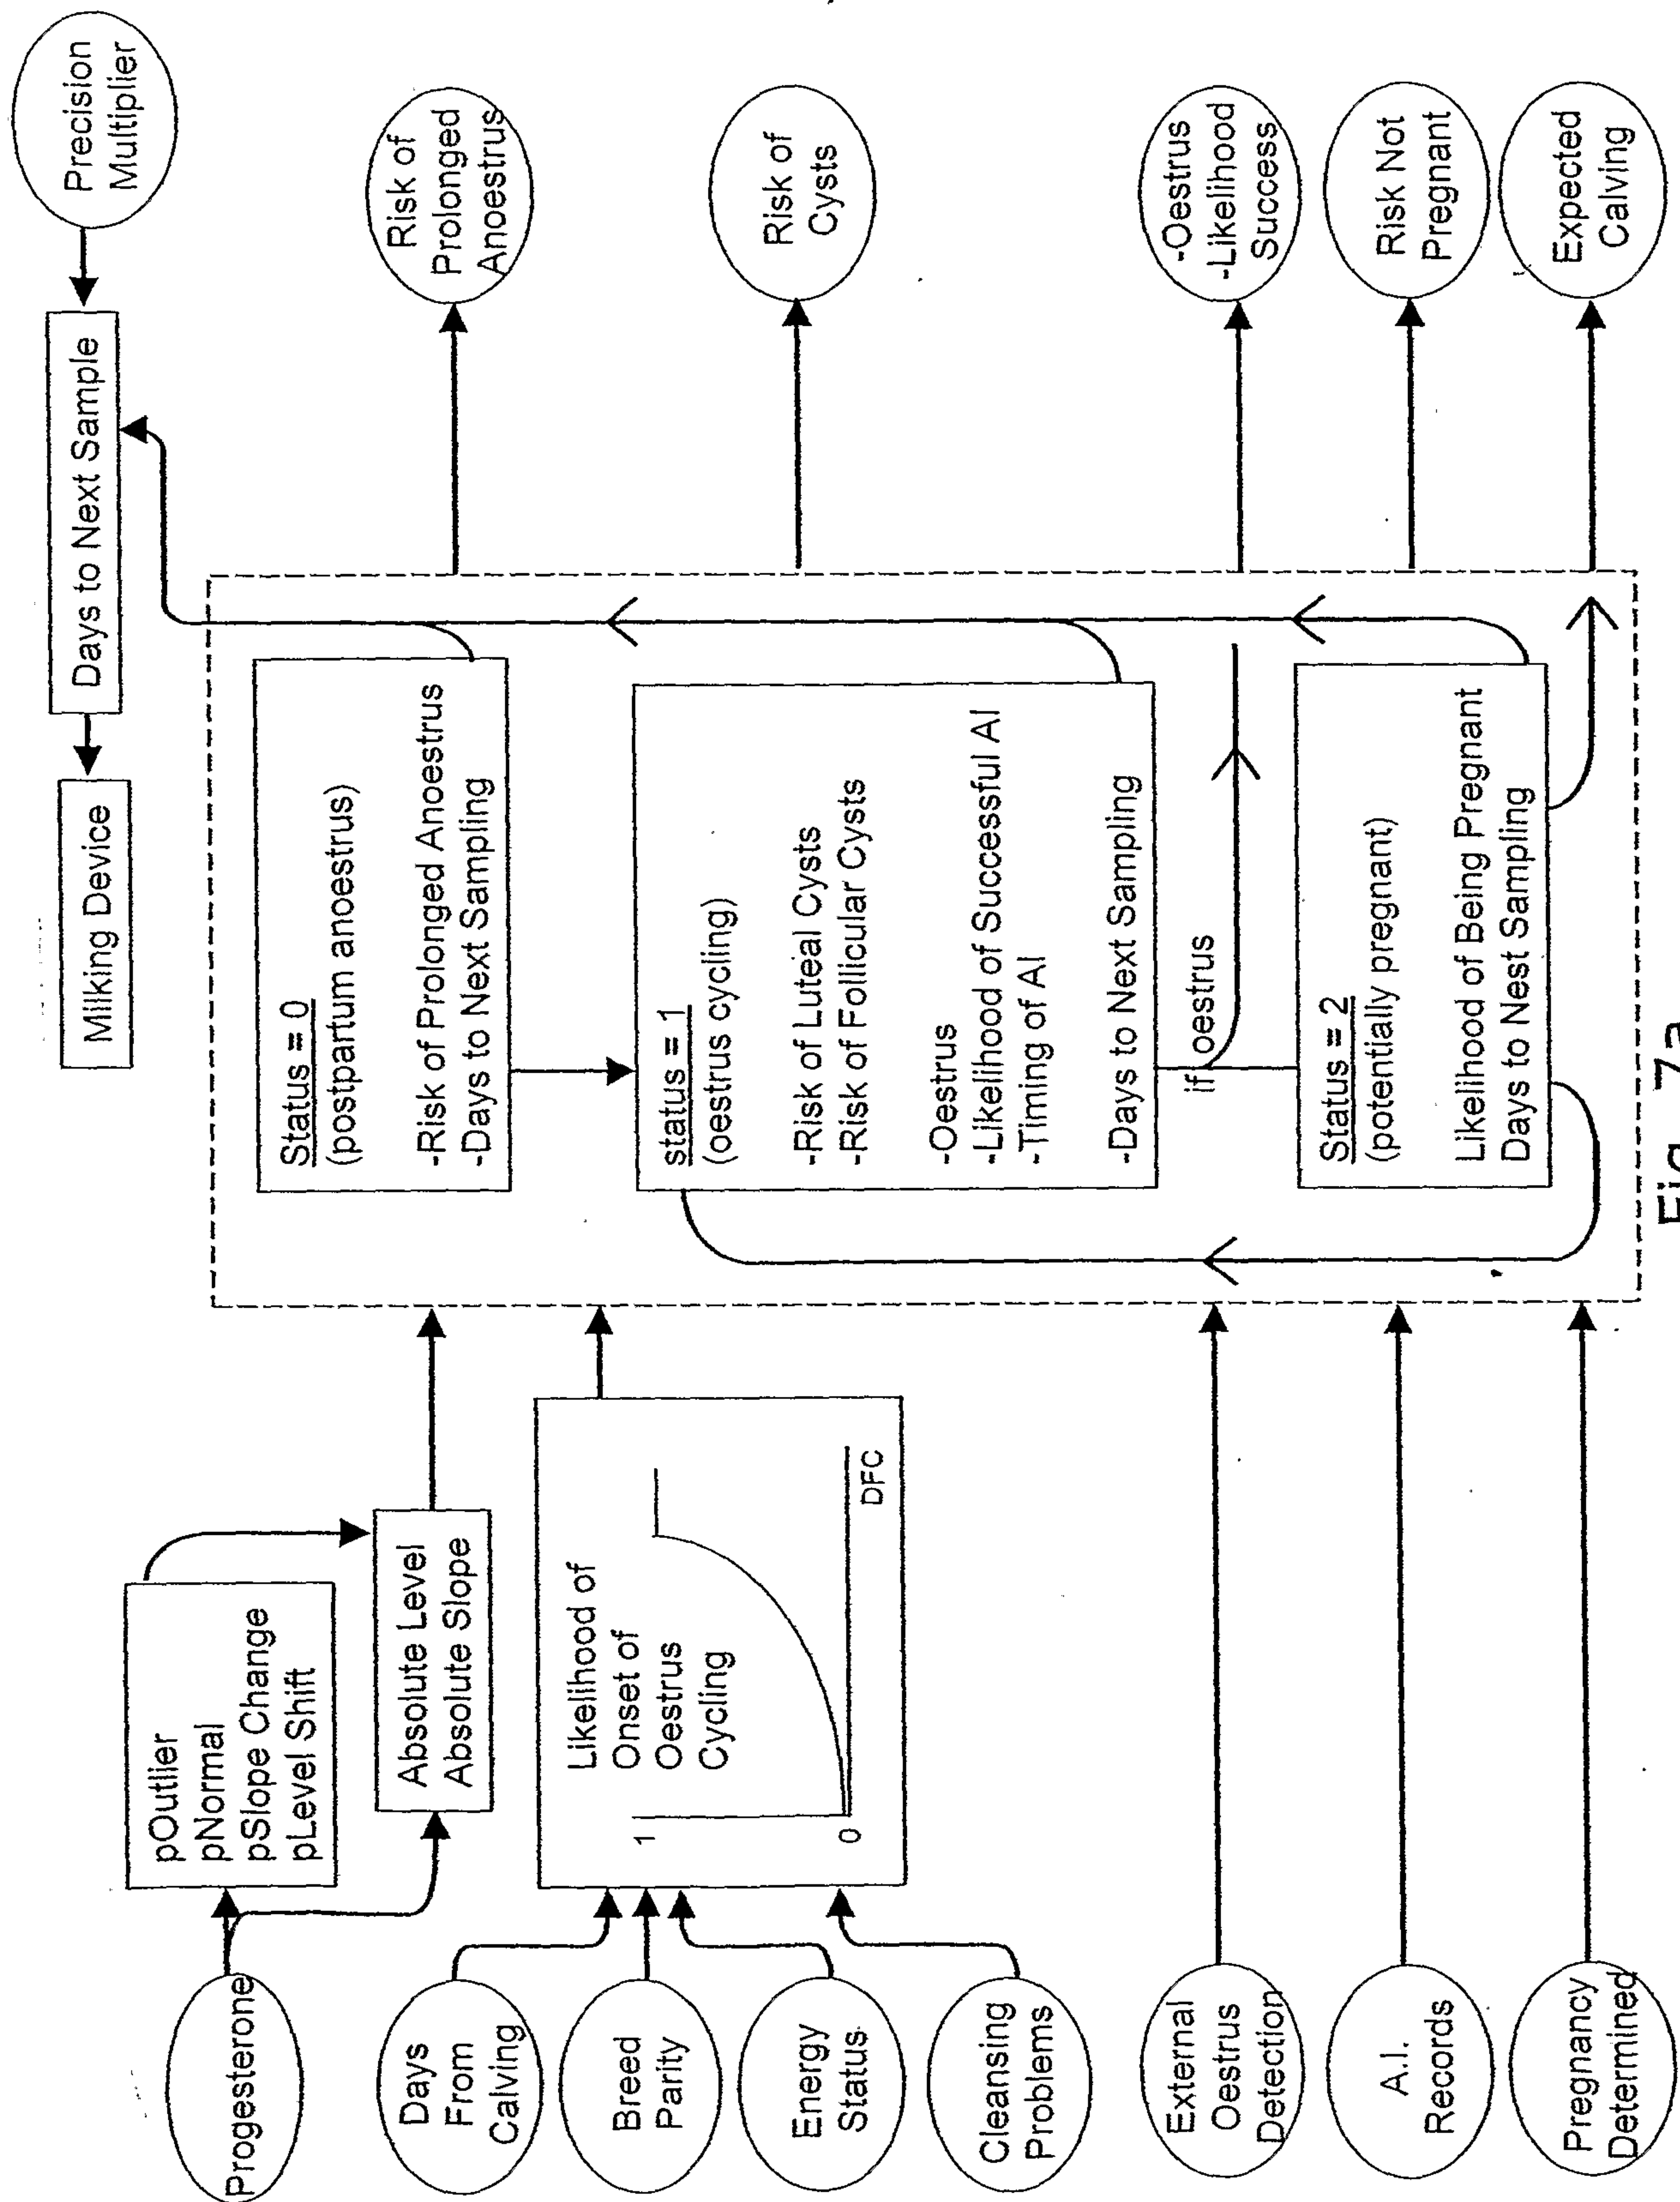 Progesterone
Days
From
Calving
Breed
Parity
Energy
Status
Cleansing
Problems
External
Oestrus
Detection
A.I.
Records
Pregnancy
Determined
pOutlier
pNormal
pSlope Change
pLevel Shift
Absolute Level
Absolute Slope
Likelihood of
Onset of
Oestrus
Cycling
1
0
DFC
Milking Device
Days to Next Sample
Precision
Multiplier
Status = 0
(postpartum anoestrus)
-Risk of Prolonged Anoestrus
-Days to Next Sampling
status = 1
(oestrus cycling)
-Risk of Luteal Cysts
-Risk of Follicular Cysts
-Oestrus
-Likelihood of Successful AI
-Timing of AI
-Days to Next Sampling
if oestrus
Status = 2
(potentially pregnant)
Likelihood of Being Pregnant
Days to Nest Sampling
Risk of
Prolonged
Anoestrus
Risk of
Cysts
-Oestrus
-Likelihood
Success
Risk Not
Pregnant
Expected
Calving
Fig. 7a